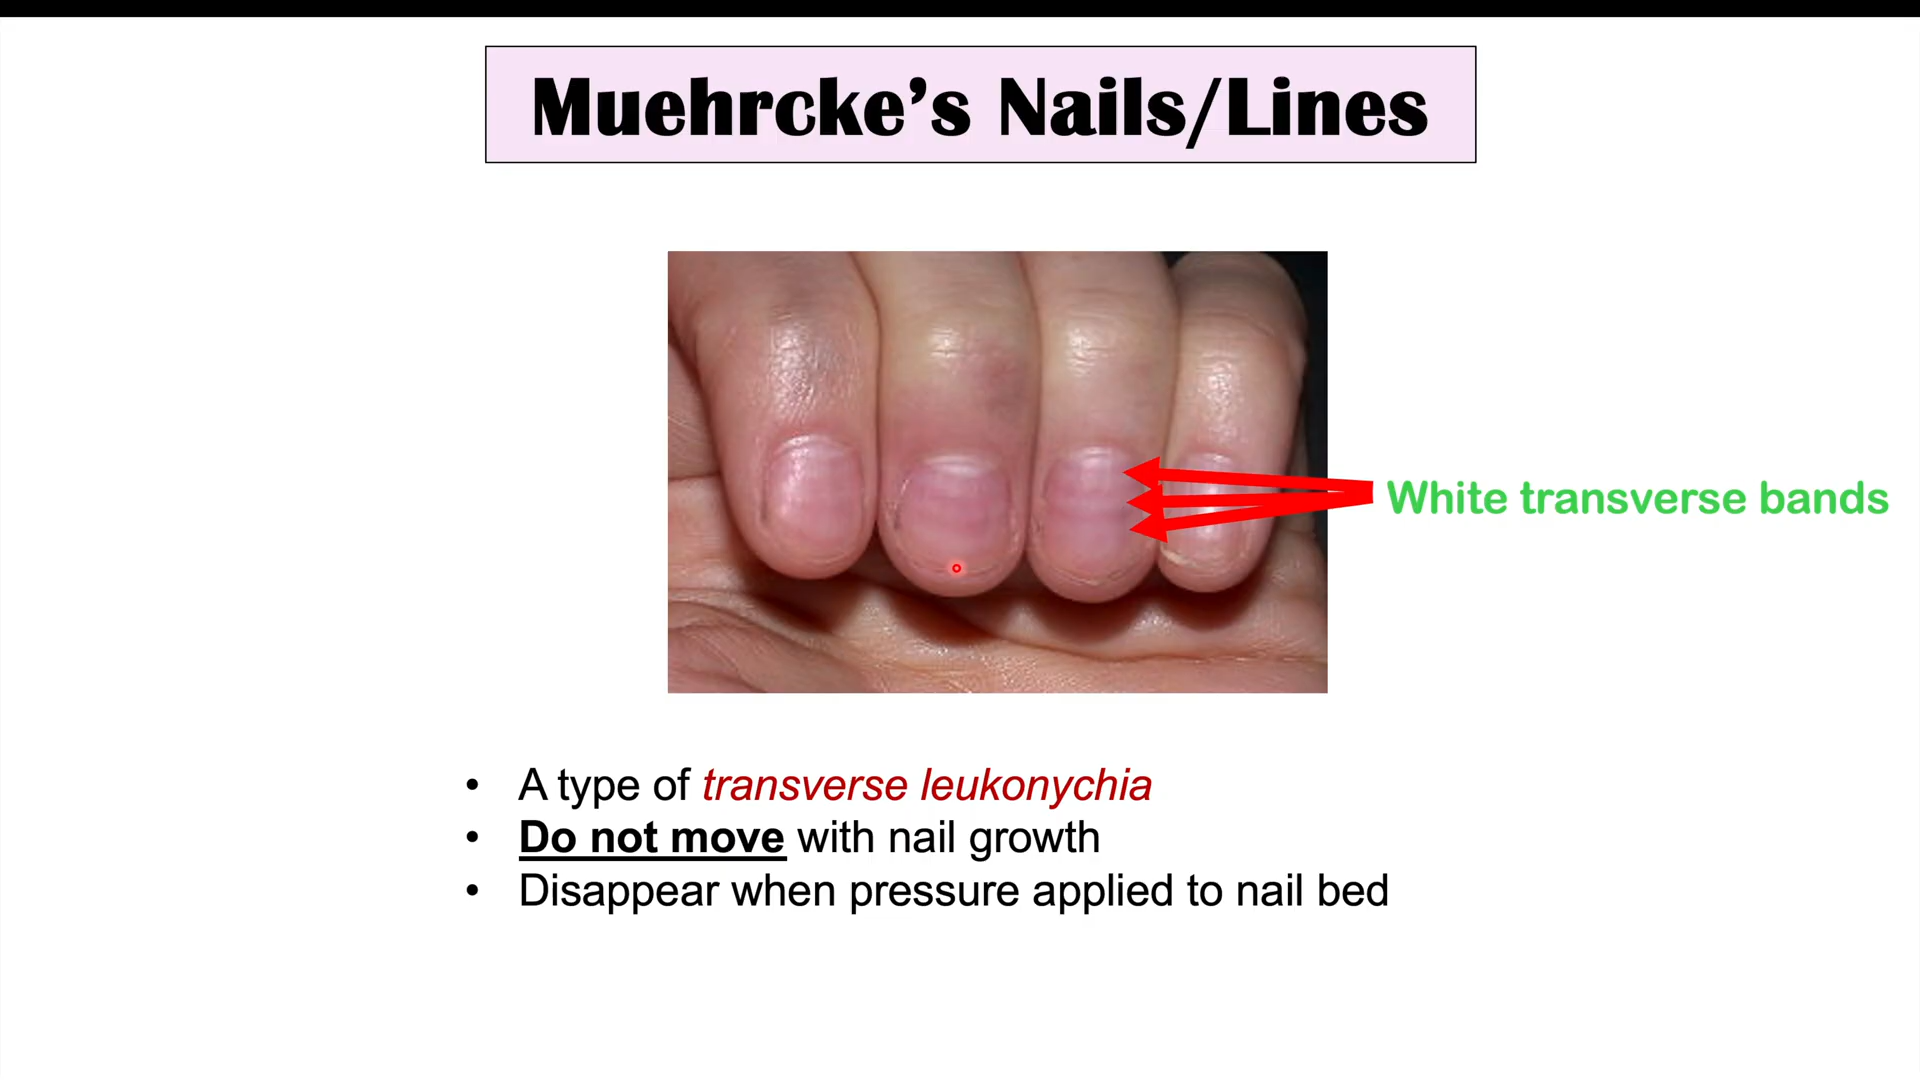 Muehrcke's Nails/Lines
White transverse bands
• A type of transverse leukonychia
• Do not move with nail growth
• Disappear when pressure applied to nail bed